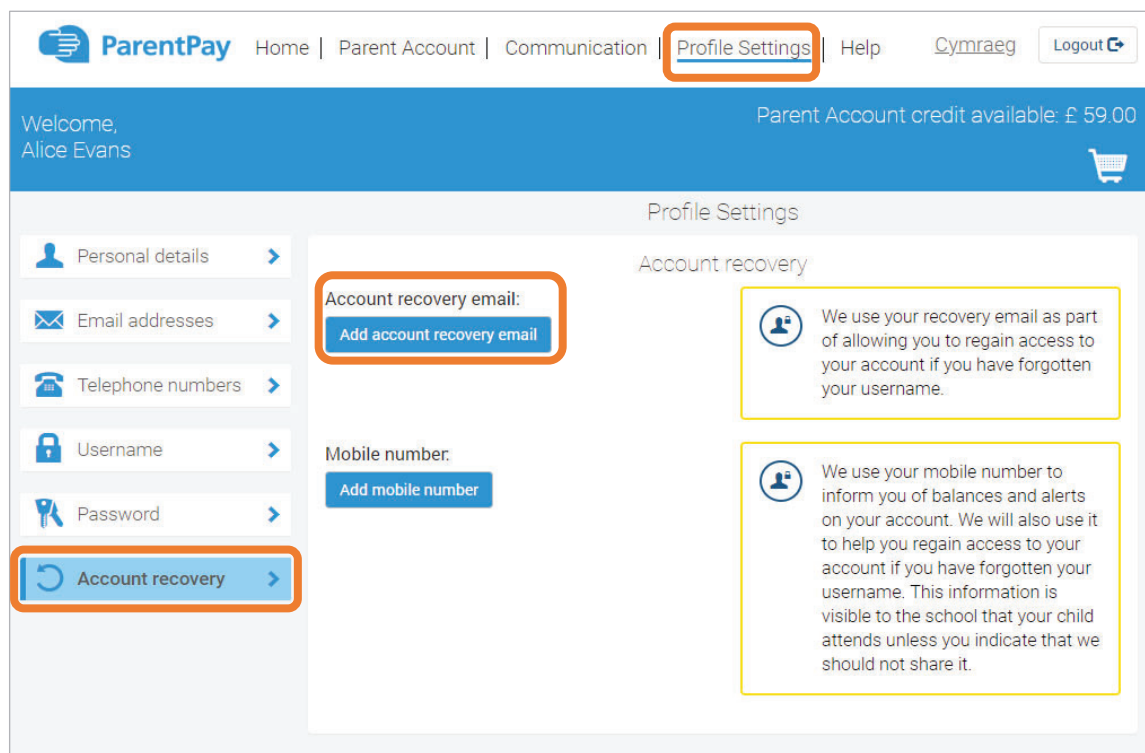 ParentPay Home | Parent Account | Communication | Profile Settings | Help Cymraeg Logout
Welcome,
Alice Evans
Parent Account credit available: £ 59.00
Profile Settings
Personal details
Email addresses
Telephone numbers
Username
Password
Account recovery
Account recovery
Account recovery email:
Add account recovery email
We use your recovery email as part
of allowing you to regain access to
your account if you have forgotten
your username.
Mobile number:
Add mobile number
We use your mobile number to
inform you of balances and alerts
on your account. We will also use it
to help you regain access to your
account if you have forgotten your
username. This information is
visible to the school that your child
attends unless you indicate that we
should not share it.